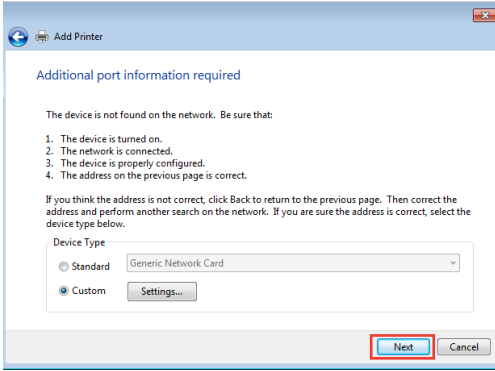 Add Printer
Additional port information required
The device is not found on the network. Be sure that:
1. The device is turned on.
2. The network is connected.
3. The device is properly configured.
4. The address on the previous page is correct.
If you think the address is not correct, click Back to return to the previous page. Then correct the
address and perform another search on the network. If you are sure the address is correct, select the
device type below.
Device Type
Standard Generic Network Card
Custom Settings...
Next Cancel